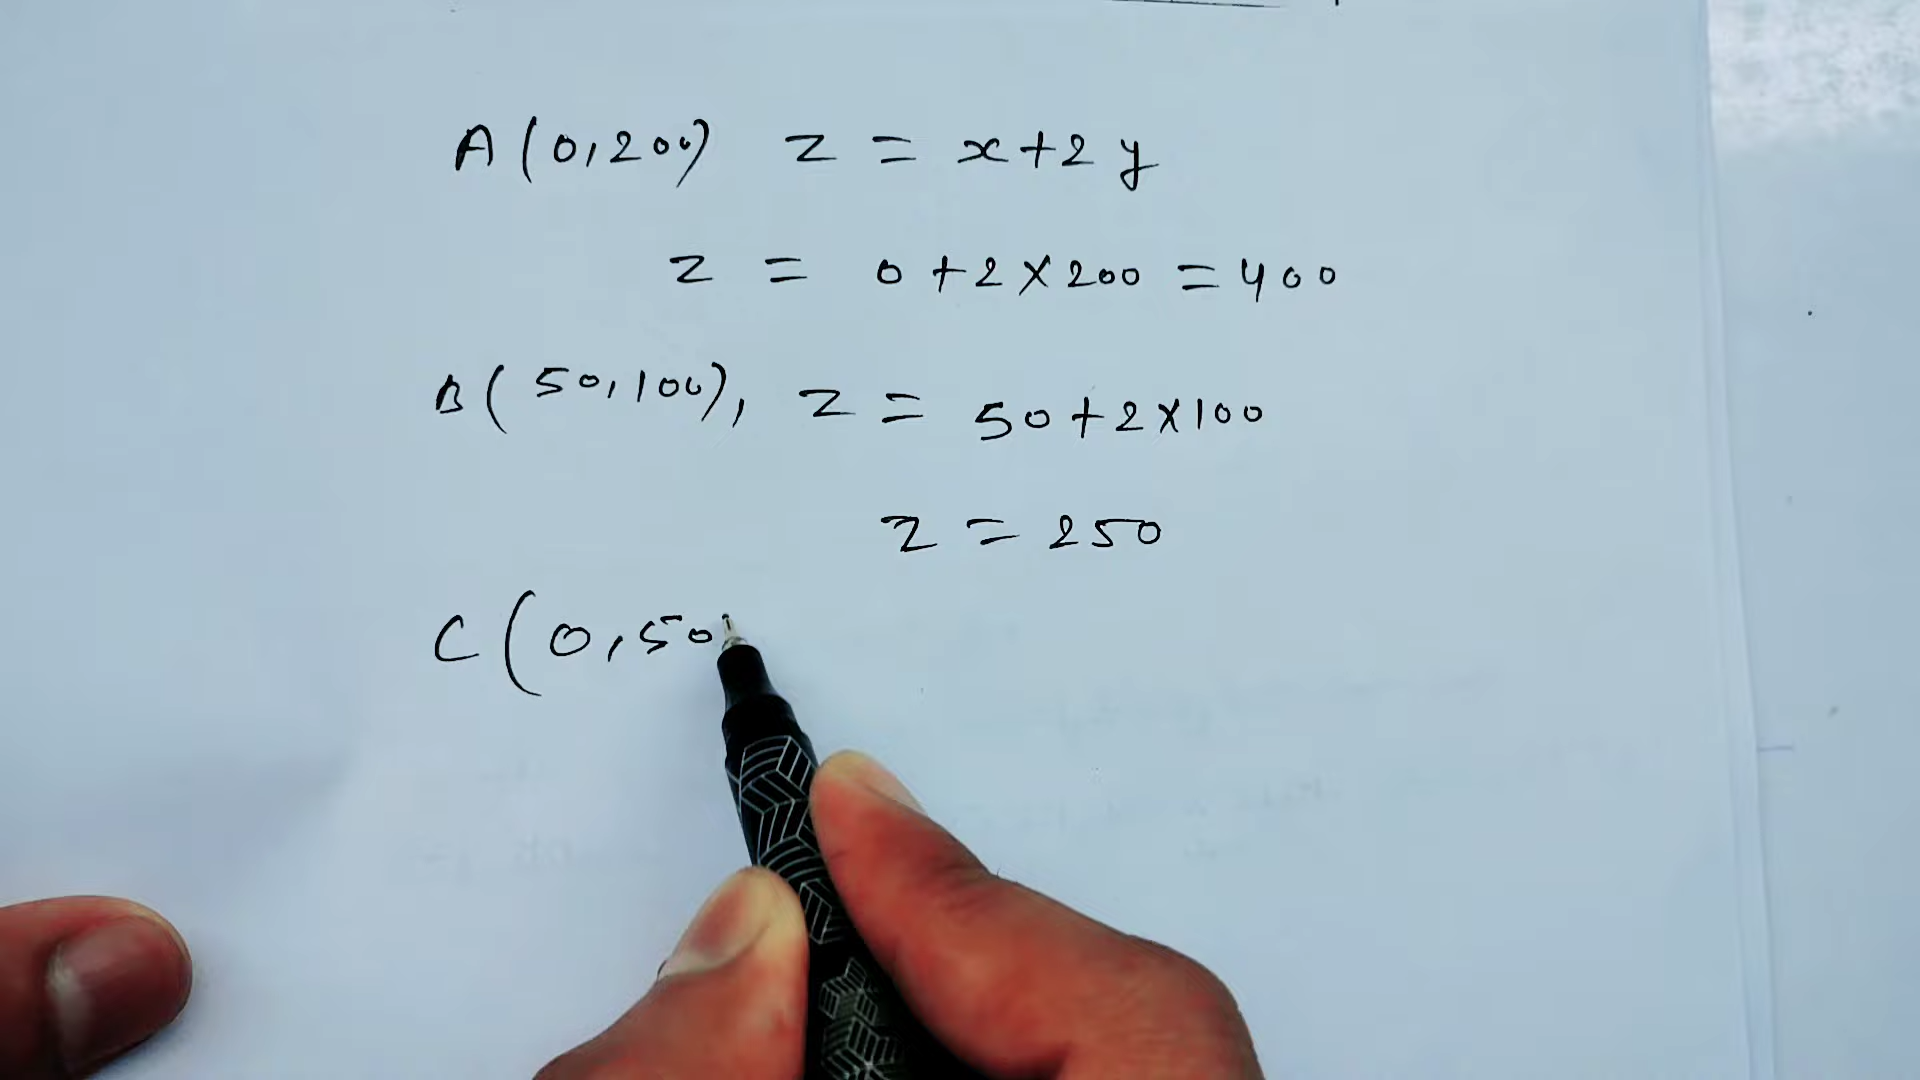 A(0,200) z = x+2y
z = 0+2×200 = 400
B(50,100), z = 50+2×100
z = 250
C(0,50